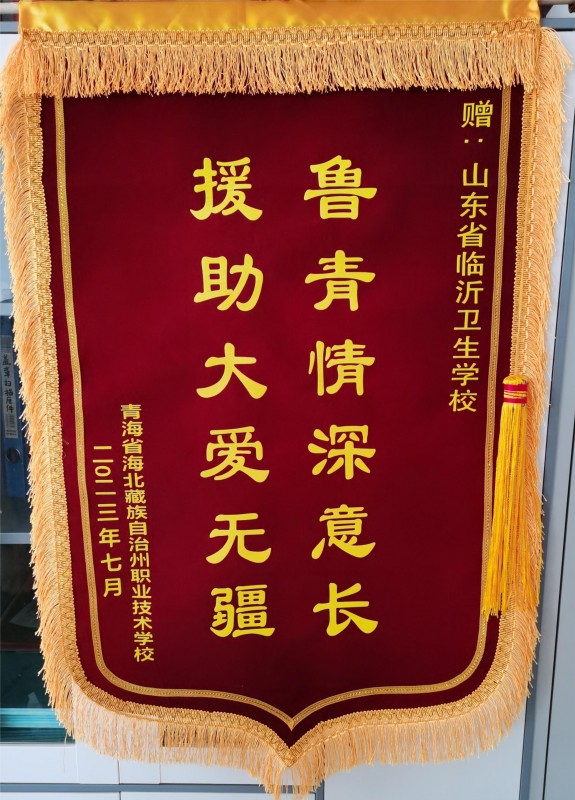 赠：山东省临沂卫生学校
鲁青情深意长
援助大爱无疆
青海省海北藏族自治州职业技术学校
二〇二三年七月